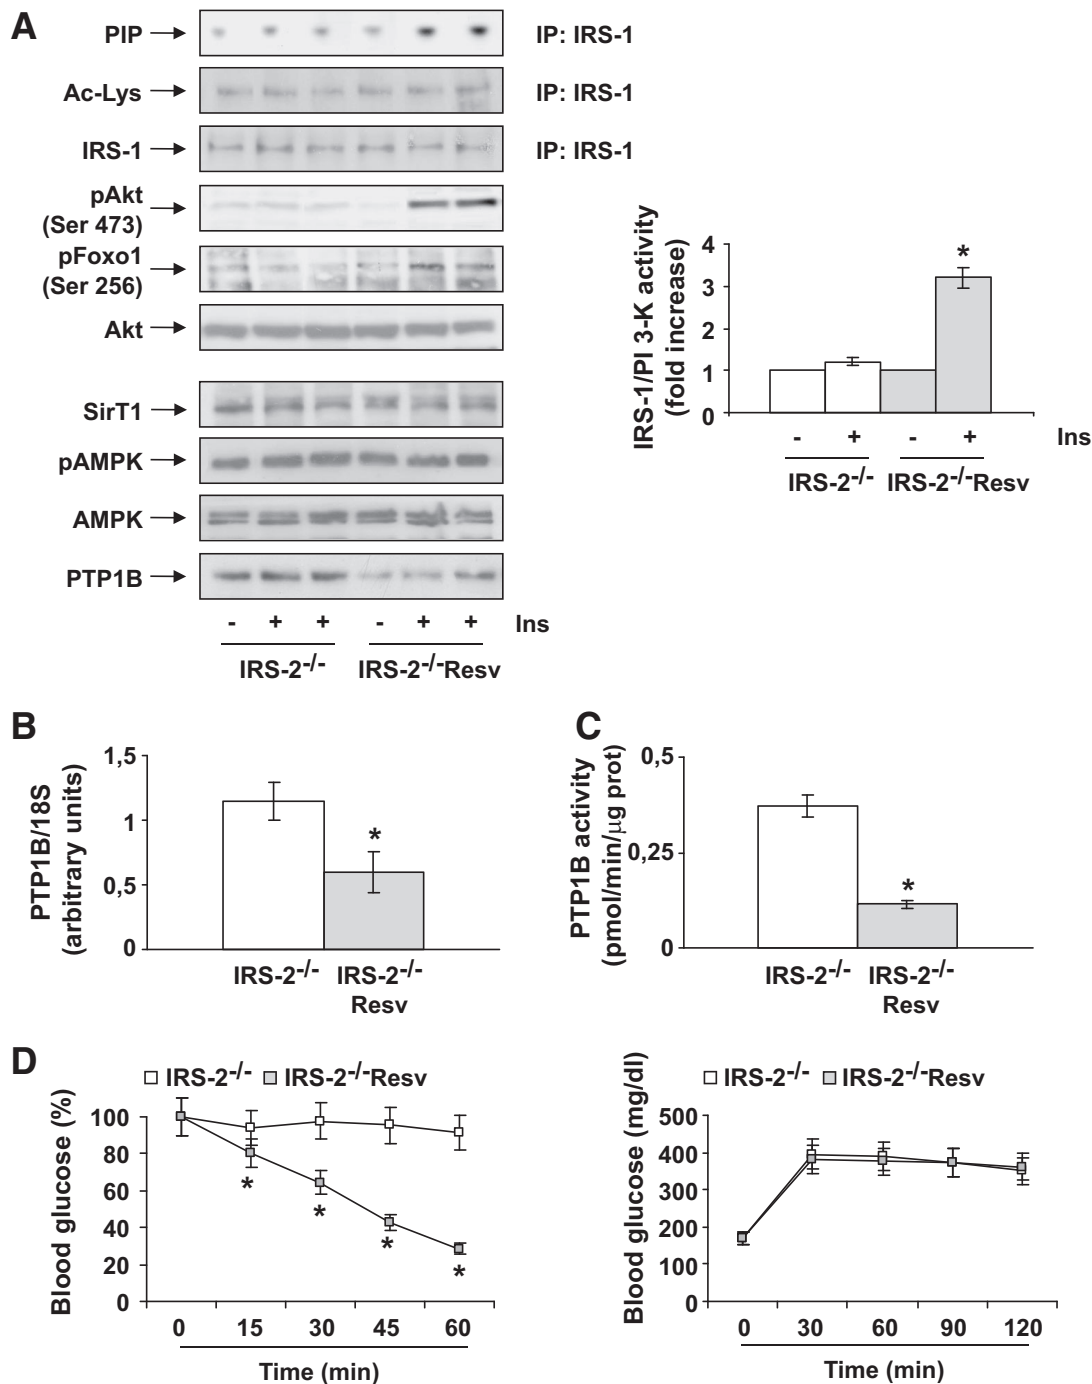 A
PIP
IP: IRS-1
Ac-Lys
IP: IRS-1
IRS-1
IP: IRS-1
pAkt
(Ser 473)
pFoxo1
(Ser 256)
Akt
SirT1
pAMPK
AMPK
PTP1B
- + + - + + Ins
IRS-2-/- IRS-2-/-Resv
IRS-1/PI 3-K activity
(fold increase)
4
3
2
1
0
*
- + - + Ins
IRS-2-/- IRS-2-/-Resv
B
PTP1B/18S
(arbitrary units)
1,5
1
0,5
0
*
IRS-2-/- IRS-2-/-
Resv
C
PTP1B activity
(pmol/min/µg prot)
0,5
0,25
0
*
IRS-2-/- IRS-2-/-
Resv
D
IRS-2-/- IRS-2-/-Resv
Blood glucose (%)
100
80
60
40
20
0
* * * *
0 15 30 45 60
Time (min)
IRS-2-/- IRS-2-/-Resv
Blood glucose (mg/dl)
500
400
300
200
100
0
0 30 60 90 120
Time (min)